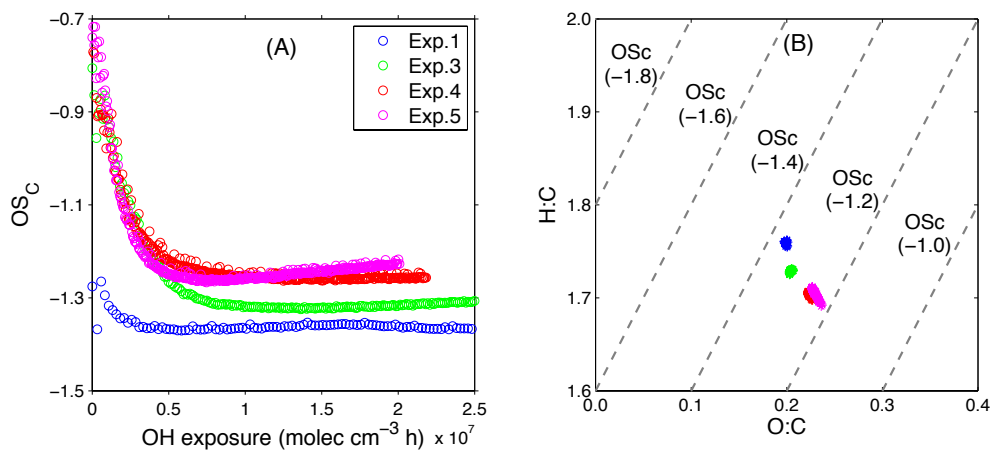 (A)
Exp.1
Exp.3
Exp.4
Exp.5
−0.7
−0.9
−1.1
−1.3
−1.5
OS_C
0
0.5
1
1.5
2
2.5
OH exposure (molec cm⁻³ h)
x 10⁷
(B)
2.0
1.9
1.8
1.7
1.6
H:C
OSc
(−1.8)
OSc
(−1.6)
OSc
(−1.4)
OSc
(−1.2)
OSc
(−1.0)
0.0
0.1
0.2
0.3
0.4
O:C